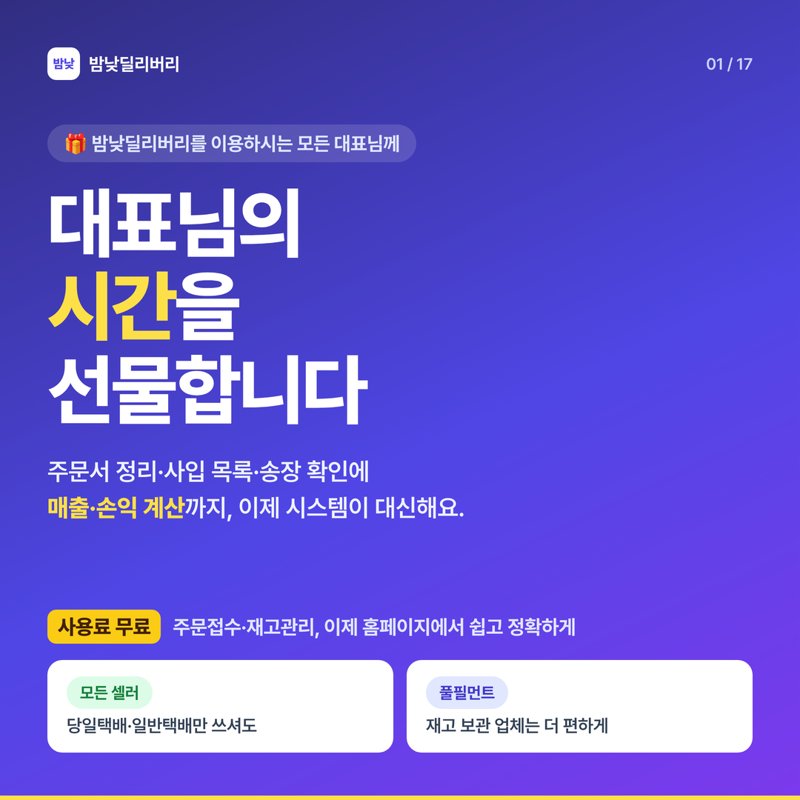 밤낮 밤낮딜리버리
01 / 17
🎁 밤낮딜리버리를 이용하시는 모든 대표님께
대표님의
시간을
선물합니다
주문서 정리·사입 목록·송장 확인에
매출·손익 계산까지, 이제 시스템이 대신해요.
사용료 무료 주문접수·재고관리, 이제 홈페이지에서 쉽고 정확하게
모든 셀러
당일택배·일반택배만 쓰셔도
풀필먼트
재고 보관 업체는 더 편하게